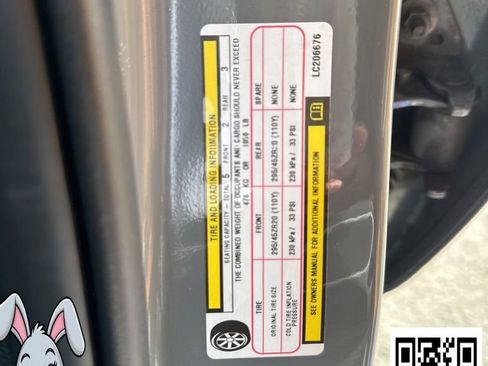 TIRE AND LOADING INFORMATION
SEATING CAPACITY - TOTAL 5 FRONT 2 REAR 3
THE COMBINED WEIGHT OF OCCUPANTS AND CARGO SHOULD NEVER EXCEED
476 KG OR 1050 LB
TIRE FRONT REAR SPARE
ORIGINAL TIRE SIZE 295/45ZR20 (110Y) 295/45ZR20 (110Y) NONE
COLD TIRE INFLATION PRESSURE 230 kPa / 33 PSI 230 kPa / 33 PSI NONE
SEE OWNERS MANUAL FOR ADDITIONAL INFORMATION
LC206676